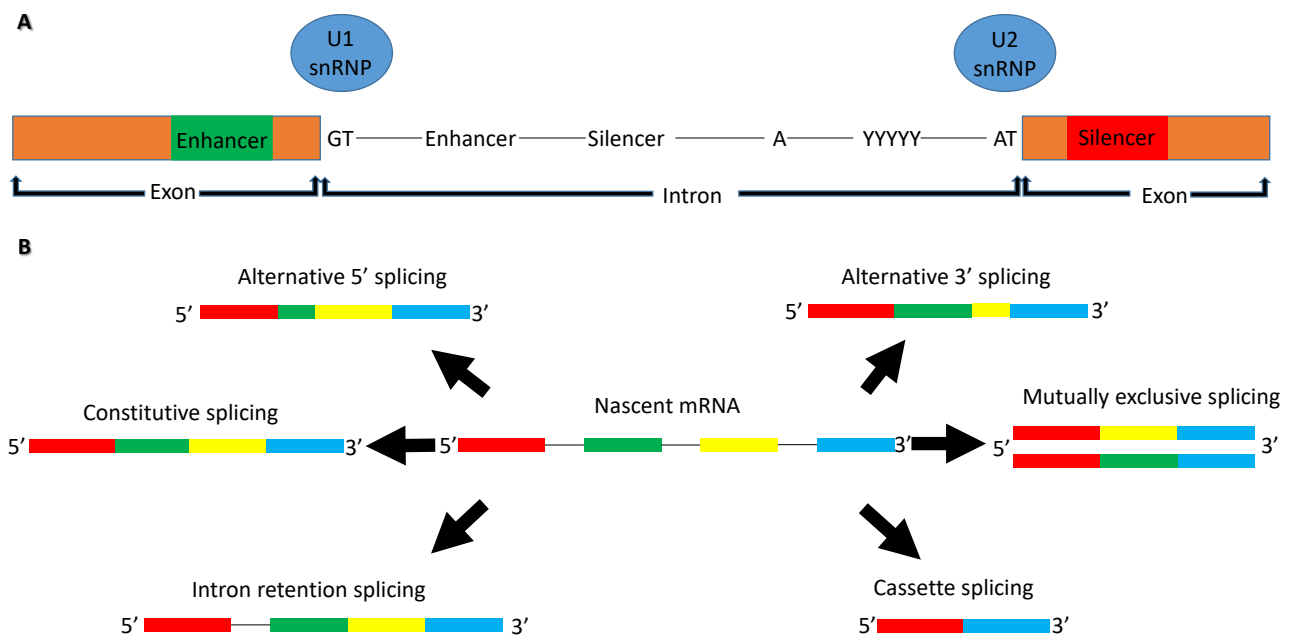 A
U1
snRNP
U2
snRNP
Enhancer
GT
Enhancer
Silencer
A
YYYYY
AT
Silencer
Exon
Intron
Exon
B
Alternative 5’ splicing
5’
3’
Alternative 3’ splicing
5’
3’
Constitutive splicing
5’
3’
Nascent mRNA
5’
3’
Mutually exclusive splicing
5’
3’
Intron retention splicing
5’
3’
Cassette splicing
5’
3’